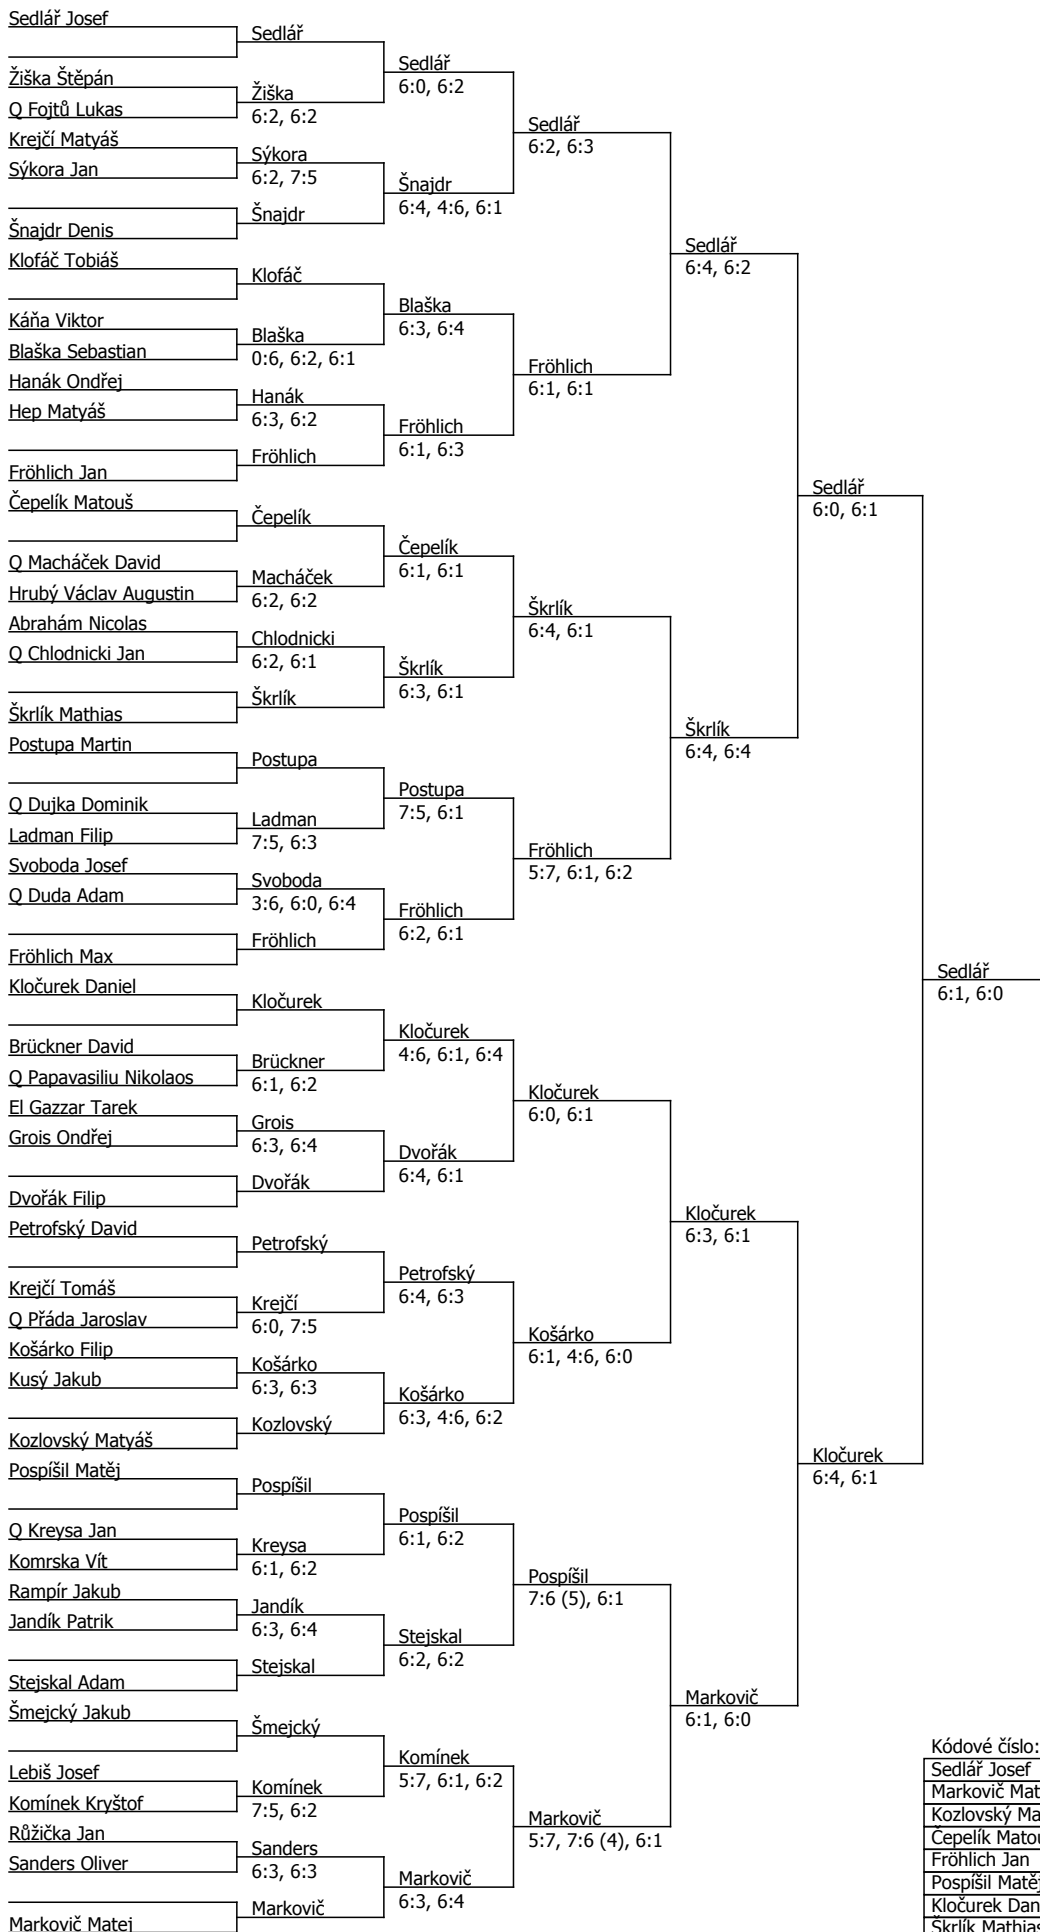 Sedlář Josef
Žiška Štěpán
Q Fojtů Lukas
Krejčí Matyáš
Sýkora Jan
Šnajdr Denis
Klofáč Tobiáš
Káňa Viktor
Blaška Sebastian
Hanák Ondřej
Hep Matyáš
Fröhlich Jan
Čepelík Matouš
Q Macháček David
Hrubý Václav Augustin
Abrahám Nicolas
Q Chlodnicki Jan
Škrlík Mathias
Postupa Martin
Q Dujka Dominik
Ladman Filip
Svoboda Josef
Q Duda Adam
Fröhlich Max
Kločurek Daniel
Brückner David
Q Papavasiliu Nikolaos
El Gazzar Tarek
Grois Ondřej
Dvořák Filip
Petrofský David
Krejčí Tomáš
Q Přáda Jaroslav
Košárko Filip
Kusý Jakub
Kozlovský Matyáš
Pospíšil Matěj
Q Kreysa Jan
Komrska Vít
Rampír Jakub
Jandík Patrik
Stejskal Adam
Šmejcký Jakub
Lebiš Josef
Komínek Kryštof
Růžička Jan
Sanders Oliver
Markovič Matej
Sedlář
Žiška
6:2, 6:2
Sýkora
6:2, 7:5
Šnajdr
Klofáč
Blaška
0:6, 6:2, 6:1
Hanák
6:3, 6:2
Fröhlich
Čepelík
Macháček
6:2, 6:2
Chlodnicki
6:2, 6:1
Škrlík
Postupa
Ladman
7:5, 6:3
Svoboda
3:6, 6:0, 6:4
Fröhlich
Kločurek
Brückner
6:1, 6:2
Grois
6:3, 6:4
Dvořák
Petrofský
Krejčí
6:0, 7:5
Košárko
6:3, 6:3
Kozlovský
Pospíšil
Kreysa
6:1, 6:2
Jandík
6:3, 6:4
Stejskal
Šmejcký
Komínek
7:5, 6:2
Sanders
6:3, 6:3
Markovič
Sedlář
6:0, 6:2
Šnajdr
6:4, 4:6, 6:1
Blaška
6:3, 6:4
Fröhlich
6:1, 6:3
Čepelík
6:1, 6:1
Škrlík
6:3, 6:1
Postupa
7:5, 6:1
Fröhlich
6:2, 6:1
Kločurek
4:6, 6:1, 6:4
Dvořák
6:4, 6:1
Petrofský
6:4, 6:3
Košárko
6:3, 4:6, 6:2
Pospíšil
6:1, 6:2
Stejskal
6:2, 6:2
Komínek
5:7, 6:1, 6:2
Markovič
6:3, 6:4
Sedlář
6:2, 6:3
Fröhlich
6:1, 6:1
Škrlík
6:4, 6:1
Fröhlich
5:7, 6:1, 6:2
Kločurek
6:0, 6:1
Košárko
6:1, 4:6, 6:0
Pospíšil
7:6 (5), 6:1
Markovič
5:7, 7:6 (4), 6:1
Sedlář
6:4, 6:2
Škrlík
6:4, 6:4
Kločurek
6:3, 6:1
Markovič
6:1, 6:0
Sedlář
6:0, 6:1
Kločurek
6:4, 6:1
Sedlář
6:1, 6:0
Kódové číslo:
Sedlář Josef
Markovič Mat
Kozlovský Ma
Čepelík Matou
Fröhlich Jan
Pospíšil Matěj
Kločurek Dan
Škrlík Mathias